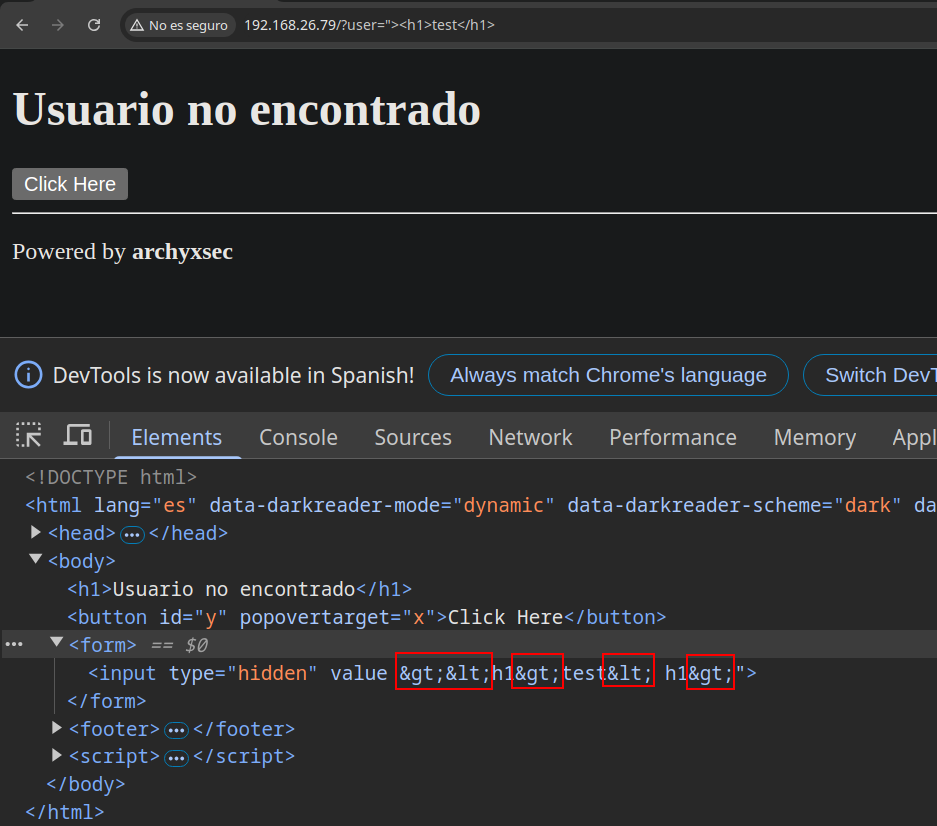 No es seguro 192.168.26.79/?user="><h1>test</h1>
Usuario no encontrado
Click Here
Powered by archyxsec
DevTools is now available in Spanish! Always match Chrome's language Switch DevT
Elements Console Sources Network Performance Memory Appl
<!DOCTYPE html>
<html lang="es" data-darkreader-mode="dynamic" data-darkreader-scheme="dark" da
<head> ••• </head>
<body>
<h1>Usuario no encontrado</h1>
<button id="y" popovertarget="x">Click Here</button>
••• <form> == $0
<input type="hidden" value &gt;&lt;h1&gt;test&lt; h1&gt;">
</form>
<footer> ••• </footer>
<script> ••• </script>
</body>
</html>